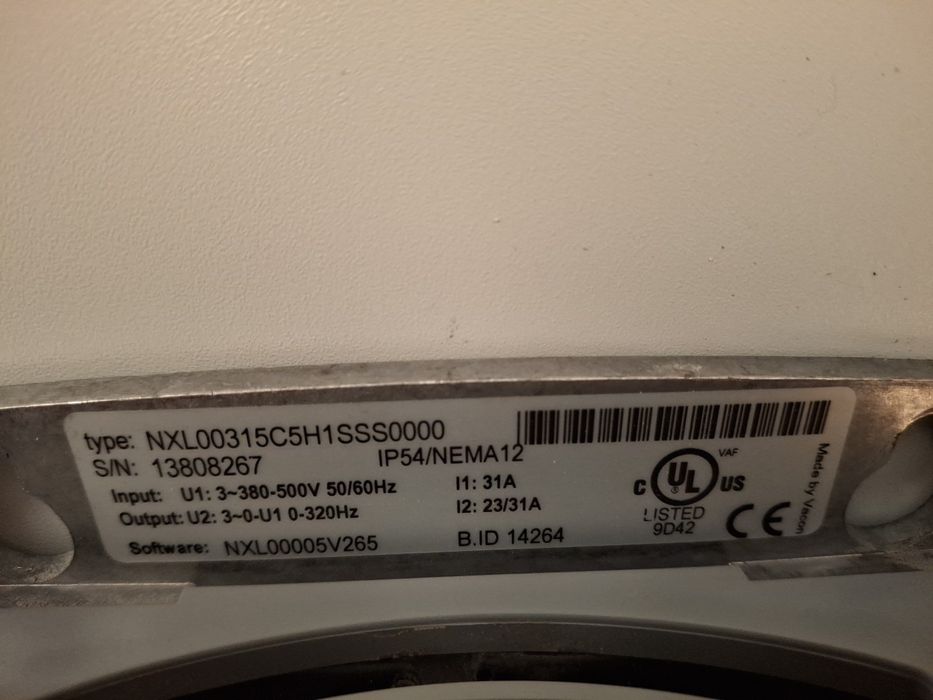 type: NXL00315C5H1SSS0000
S/N: 13808267
IP54/NEMA12
Input: U1: 3~380-500V 50/60Hz
I1: 31A
Output: U2: 3~0-U1 0-320Hz
I2: 23/31A
Software: NXL00005V265
B.ID 14264
VAF
C UL US
®
LISTED
9D42
CE
Made by Vacon